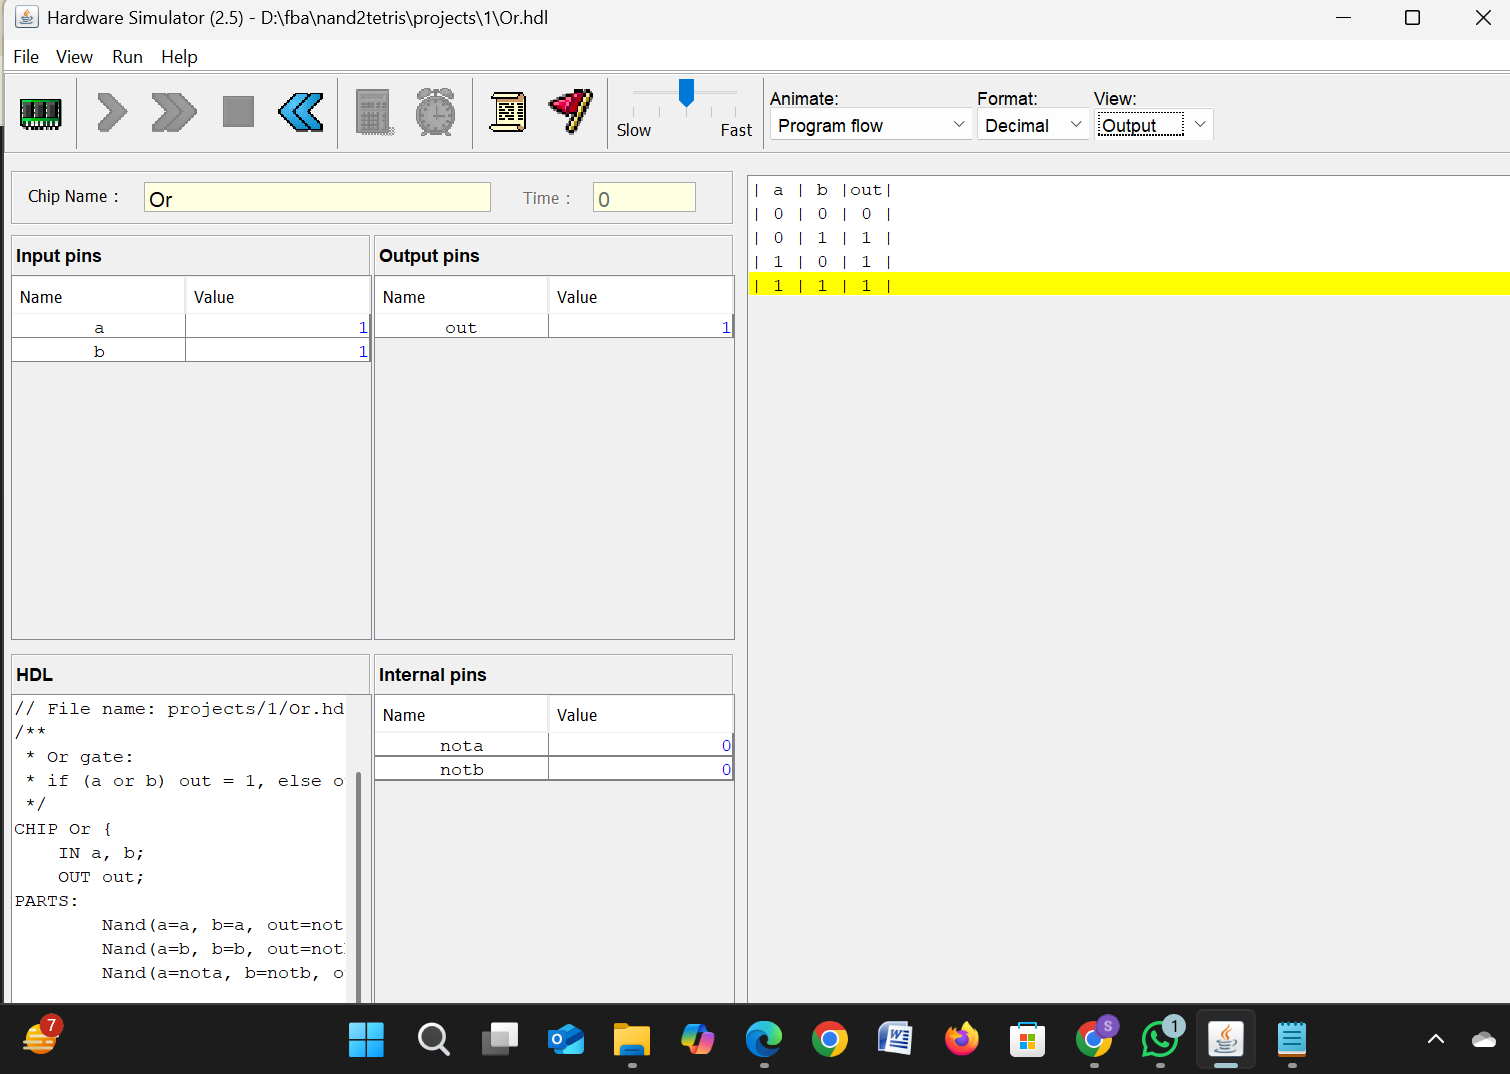 Hardware Simulator (2.5) - D:\fba\nand2tetris\projects\1\Or.hdl
File View Run Help
Slow Fast
Animate: Format: View:
Program flow Decimal Output
Chip Name : Or Time : 0
Input pins
Name Value
a 1
b 1
Output pins
Name Value
out 1
HDL
// File name: projects/1/Or.hd
/**
* Or gate:
* if (a or b) out = 1, else o
*/
CHIP Or {
IN a, b;
OUT out;
PARTS:
Nand(a=a, b=a, out=not
Nand(a=b, b=b, out=not
Nand(a=nota, b=notb, o
Internal pins
Name Value
nota 0
notb 0
| a | b |out|
| 0 | 0 | 0 |
| 0 | 1 | 1 |
| 1 | 0 | 1 |
| 1 | 1 | 1 |
7
S
1